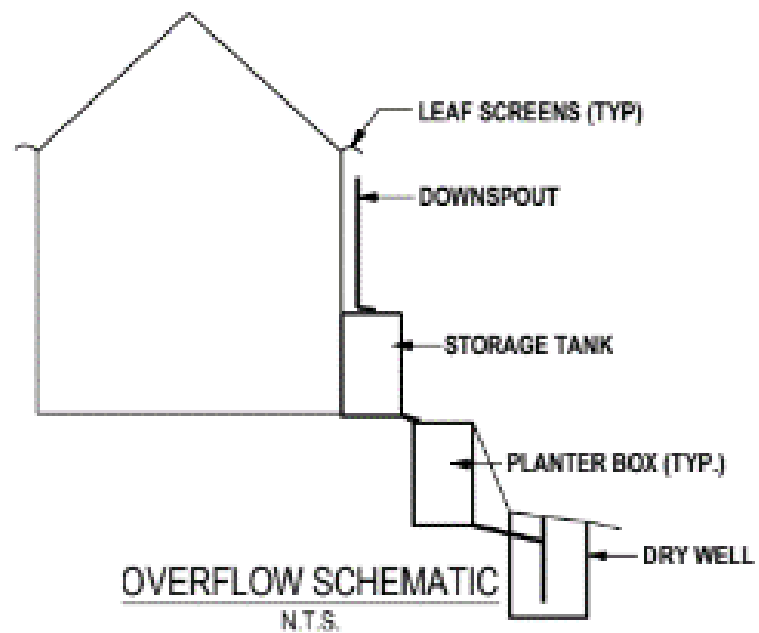 LEAF SCREENS (TYP)
DOWNSPOUT
STORAGE TANK
PLANTER BOX (TYP.)
DRY WELL
OVERFLOW SCHEMATIC
N.T.S.